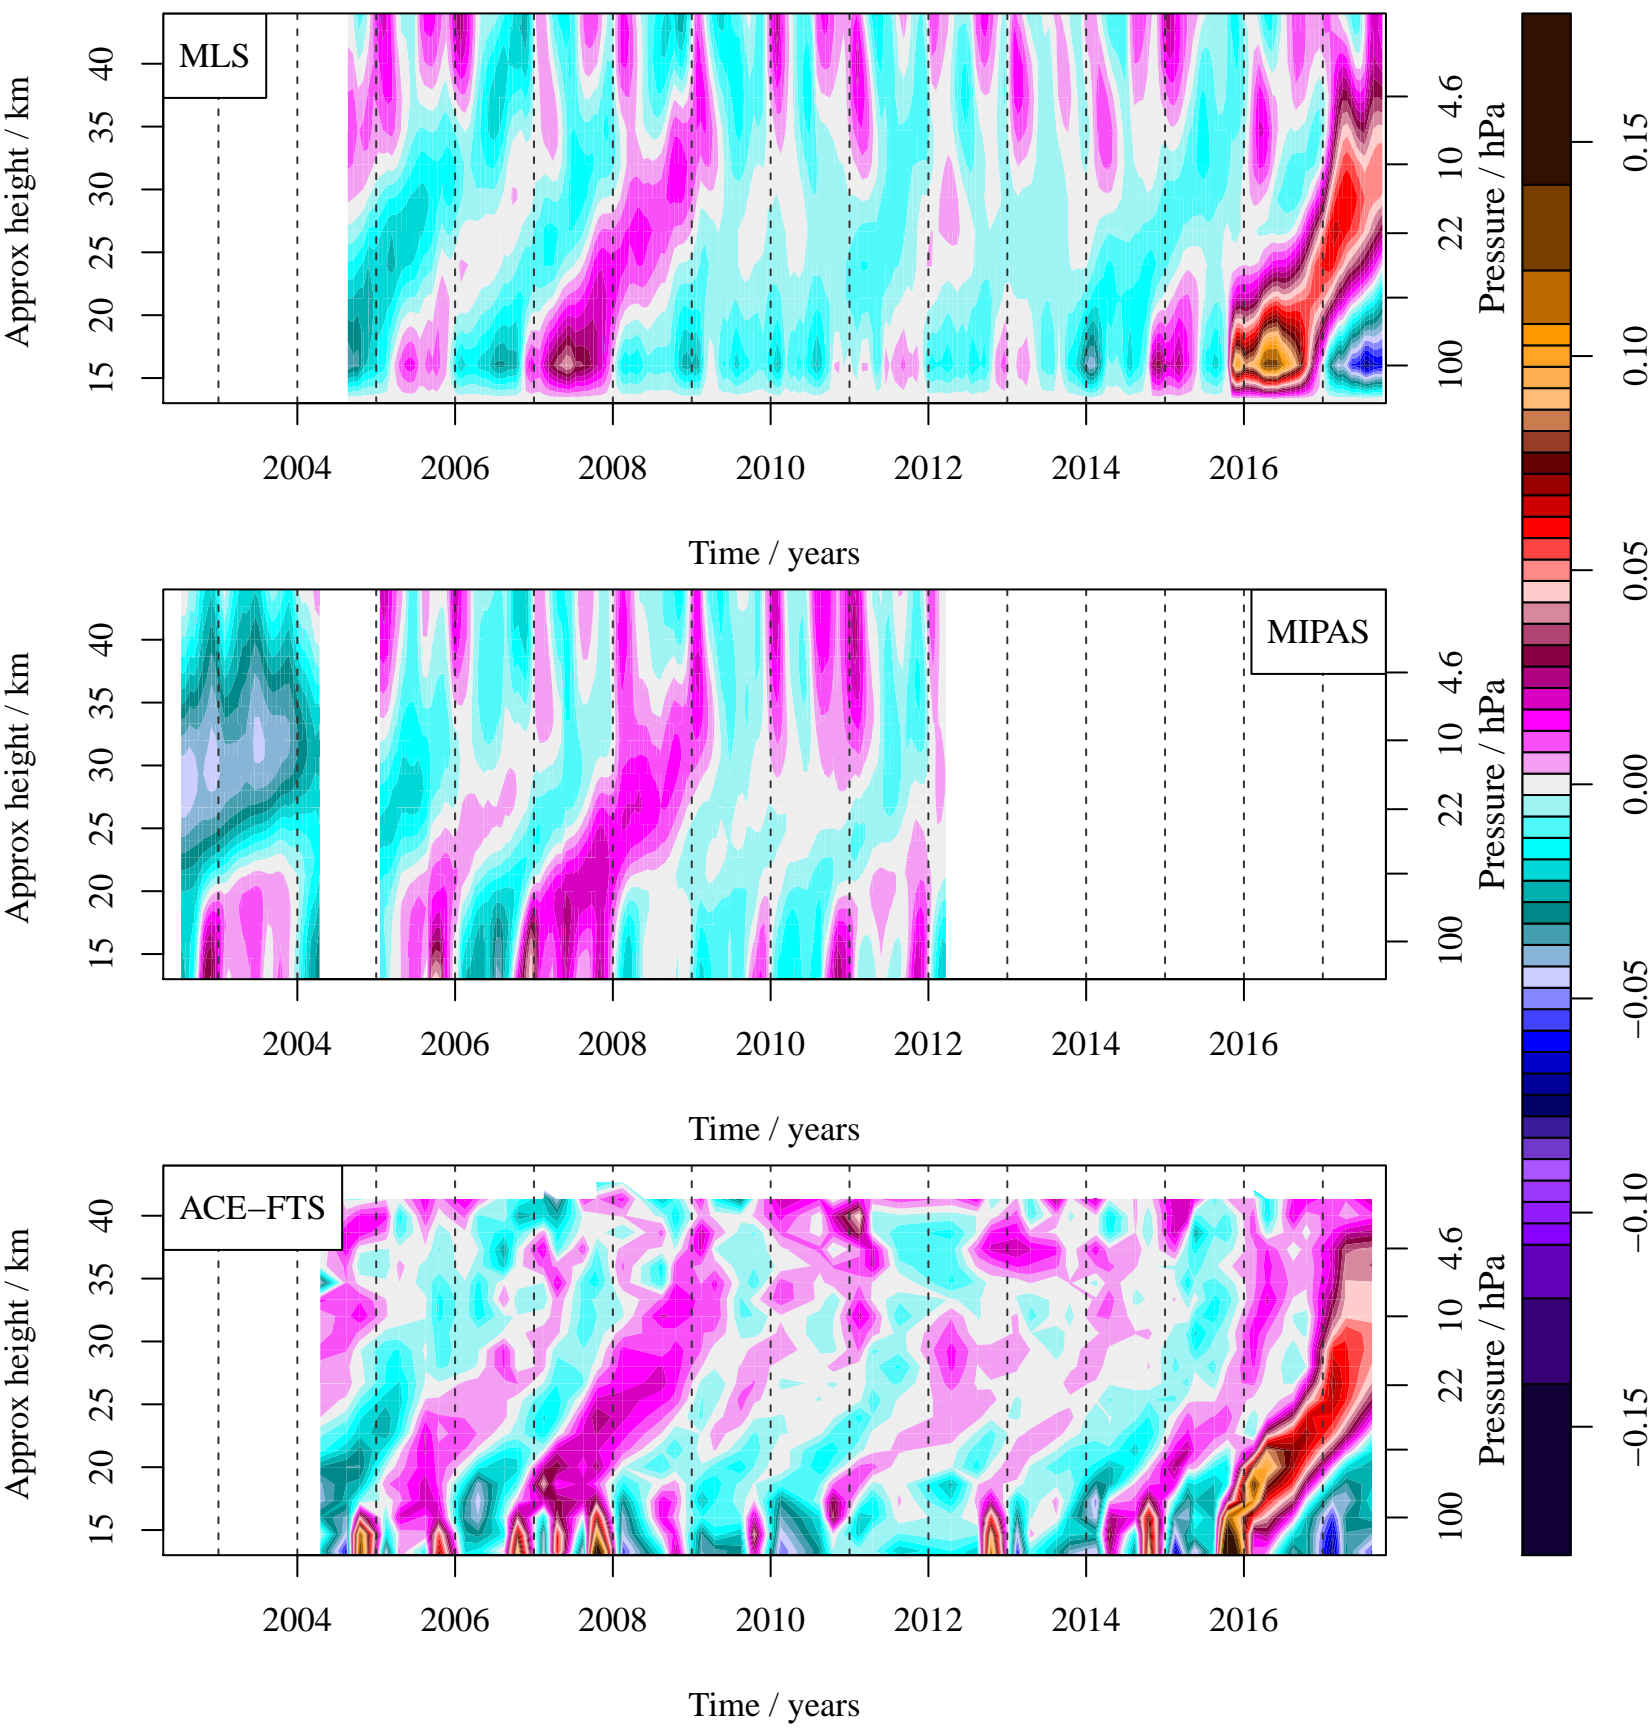 MLS
Approx height / km
40
35
30
25
20
15
4.6
10
22
100
Pressure / hPa
2004 2006 2008 2010 2012 2014 2016
Time / years
MIPAS
Approx height / km
40
35
30
25
20
15
4.6
10
22
100
Pressure / hPa
2004 2006 2008 2010 2012 2014 2016
Time / years
ACE–FTS
Approx height / km
40
35
30
25
20
15
4.6
10
22
100
Pressure / hPa
2004 2006 2008 2010 2012 2014 2016
Time / years
0.15
0.10
0.05
0.00
–0.05
–0.10
–0.15